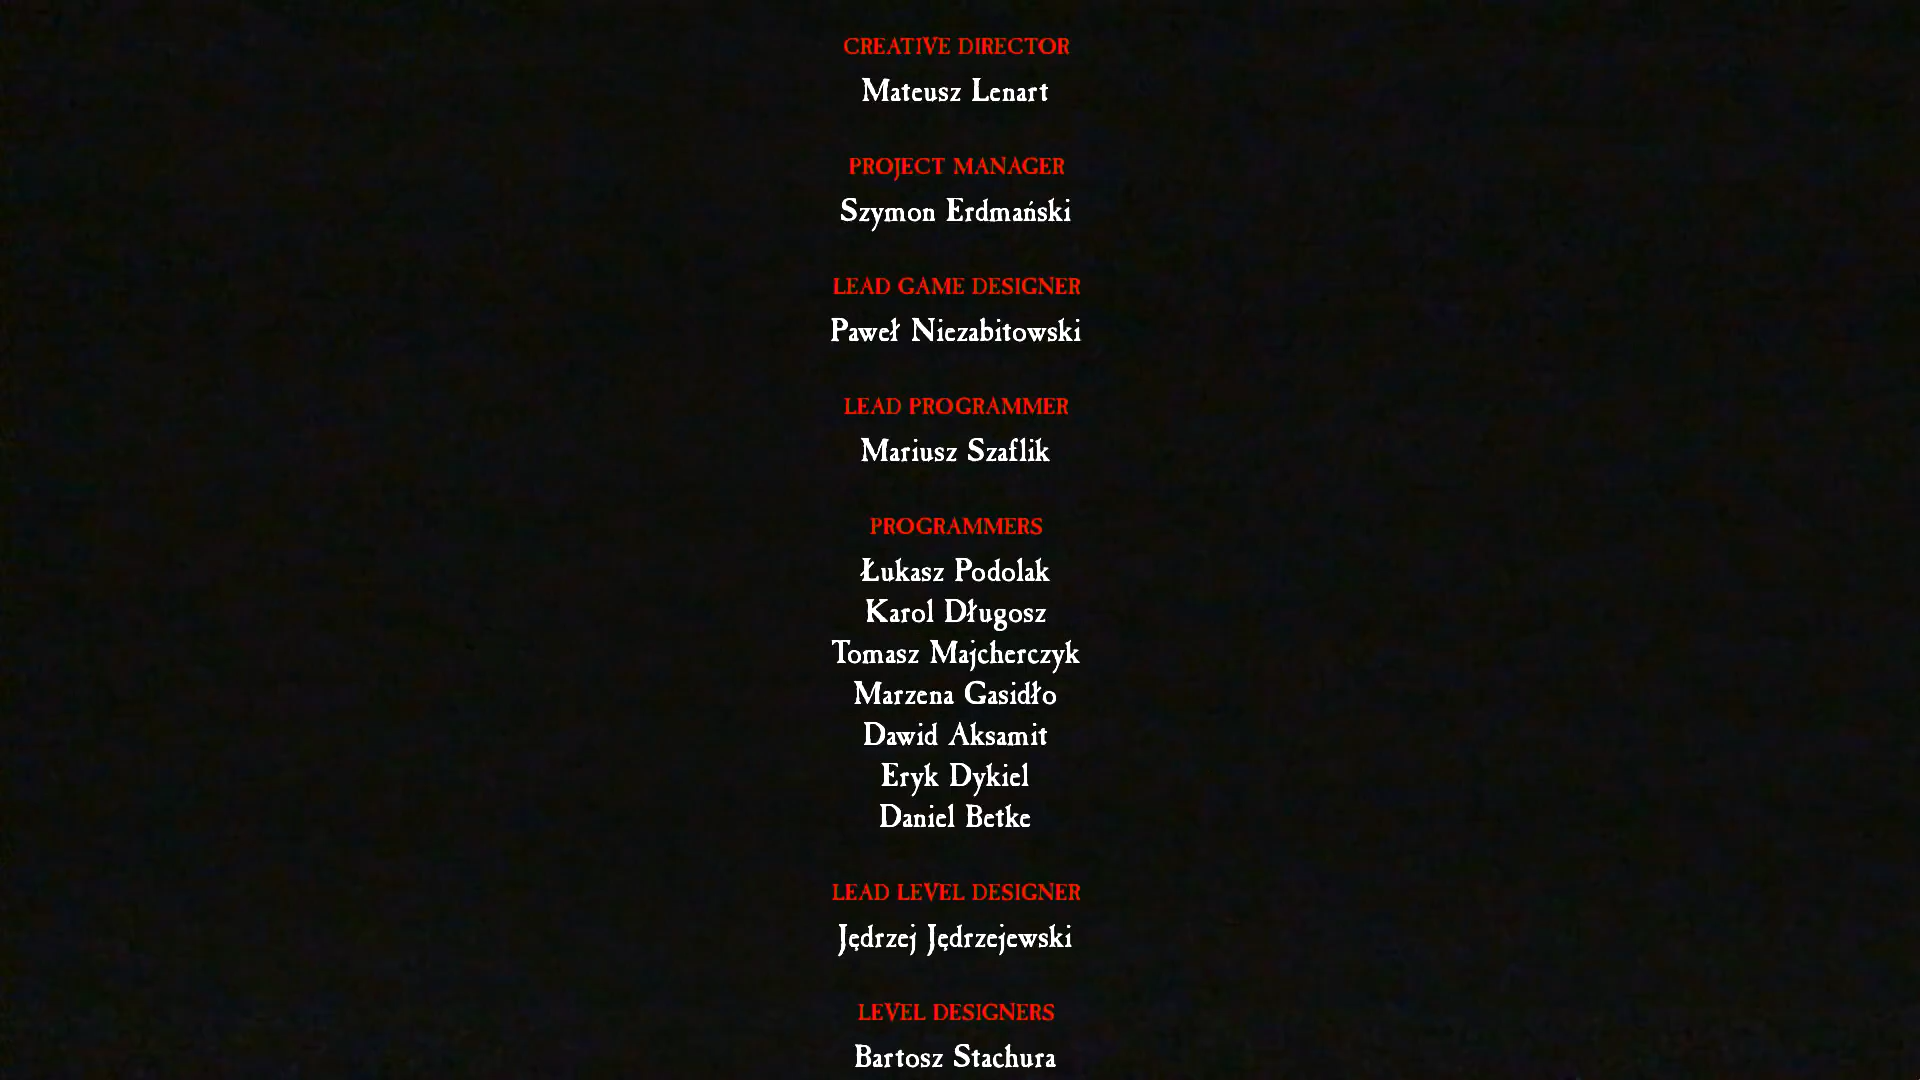 CREATIVE DIRECTOR
Mateusz Lenart
PROJECT MANAGER
Szymon Erdmański
LEAD GAME DESIGNER
Paweł Niezabitowski
LEAD PROGRAMMER
Mariusz Szaflik
PROGRAMMERS
Łukasz Podolak
Karol Długosz
Tomasz Majcherczyk
Marzena Gasidło
Dawid Aksamit
Eryk Dykiel
Daniel Betke
LEAD LEVEL DESIGNER
Jędrzej Jędrzejewski
LEVEL DESIGNERS
Bartosz Stachura